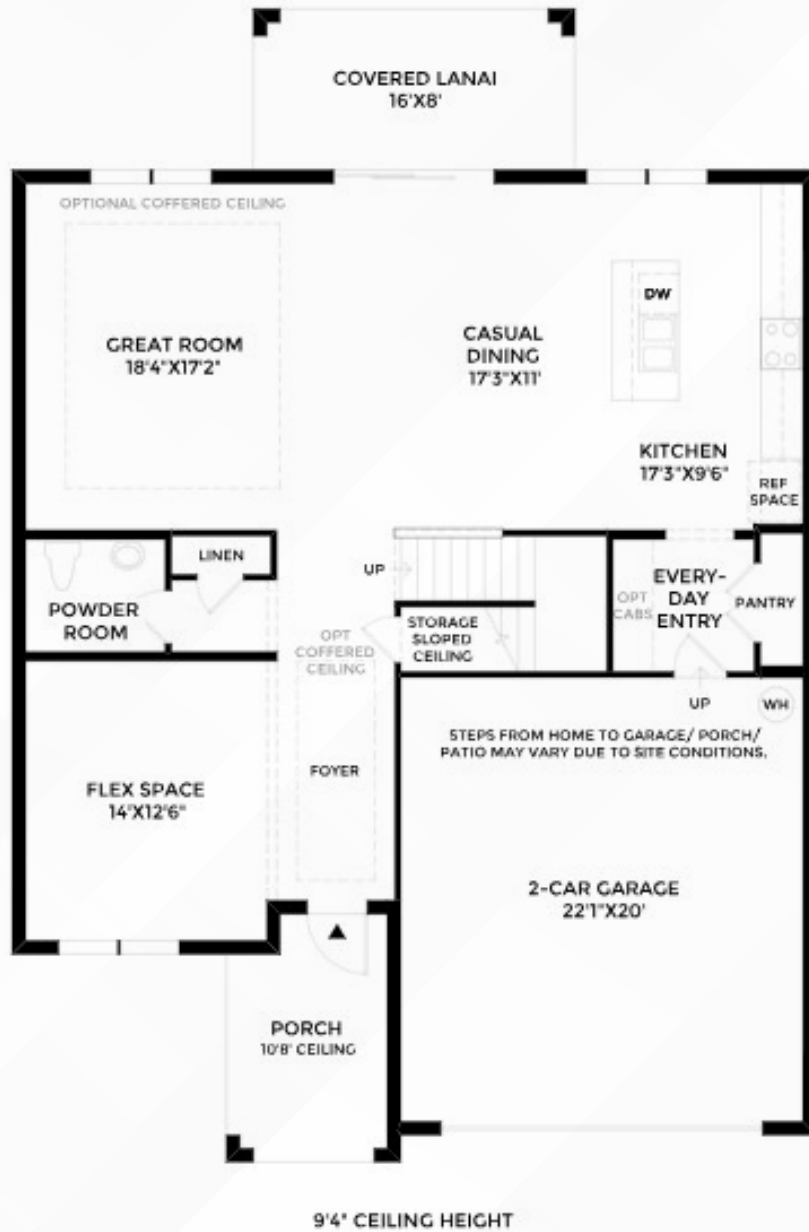 COVERED LANAI
16'X8'
OPTIONAL COFFERED CEILING
GREAT ROOM
18'4"X17'2"
CASUAL
DINING
17'3"X11'
DW
KITCHEN
17'3"X9'6"
REF
SPACE
LINEN
POWDER
ROOM
UP
STORAGE
SLOPED
CEILING
OPT
COFFERED
CEILING
OPT
CABS
EVERY-
DAY
ENTRY
PANTRY
UP
WH
STEPS FROM HOME TO GARAGE/ PORCH/
PATIO MAY VARY DUE TO SITE CONDITIONS.
FLEX SPACE
14'X12'6"
FOYER
2-CAR GARAGE
22'1"X20'
PORCH
10'8' CEILING
9'4" CEILING HEIGHT